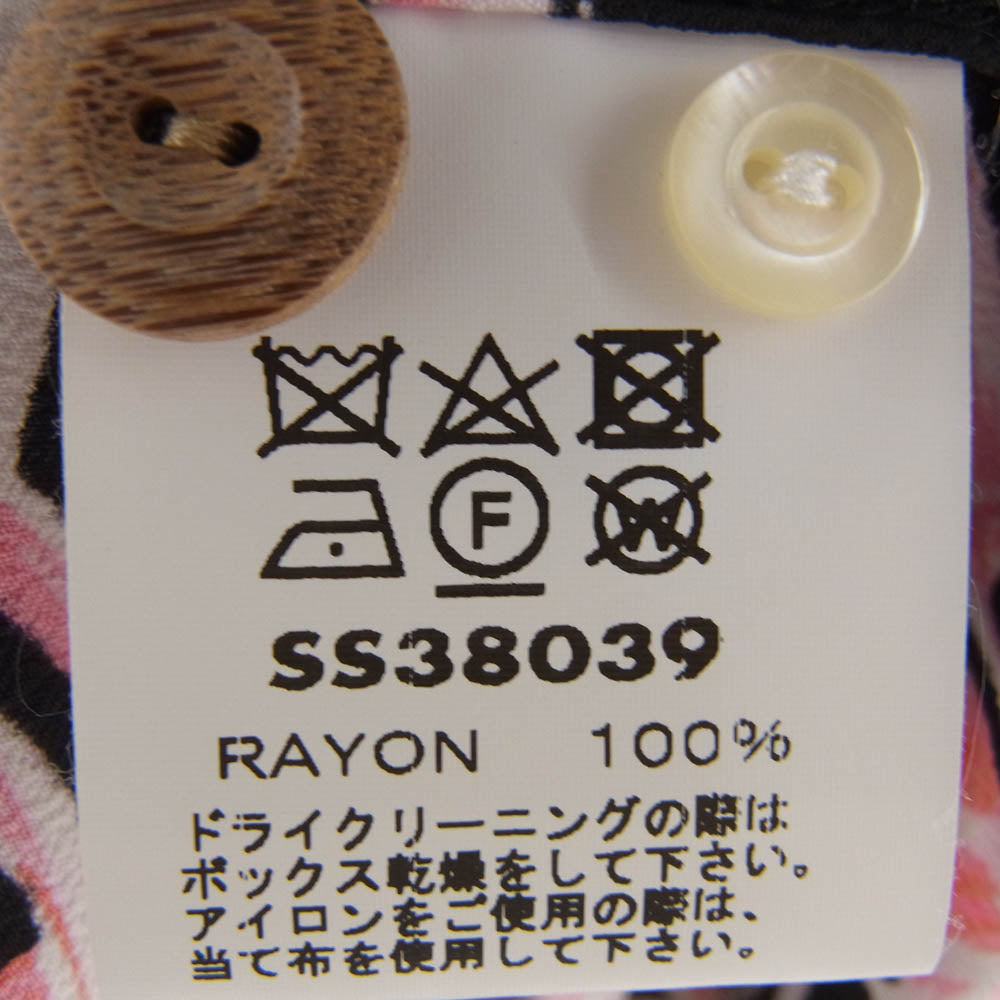 F
W
SS38039
RAYON 100%
ドライクリーニングの際は
ボックス乾燥をして下さい。
アイロンをご使用の際は、
当て布を使用して下さい。